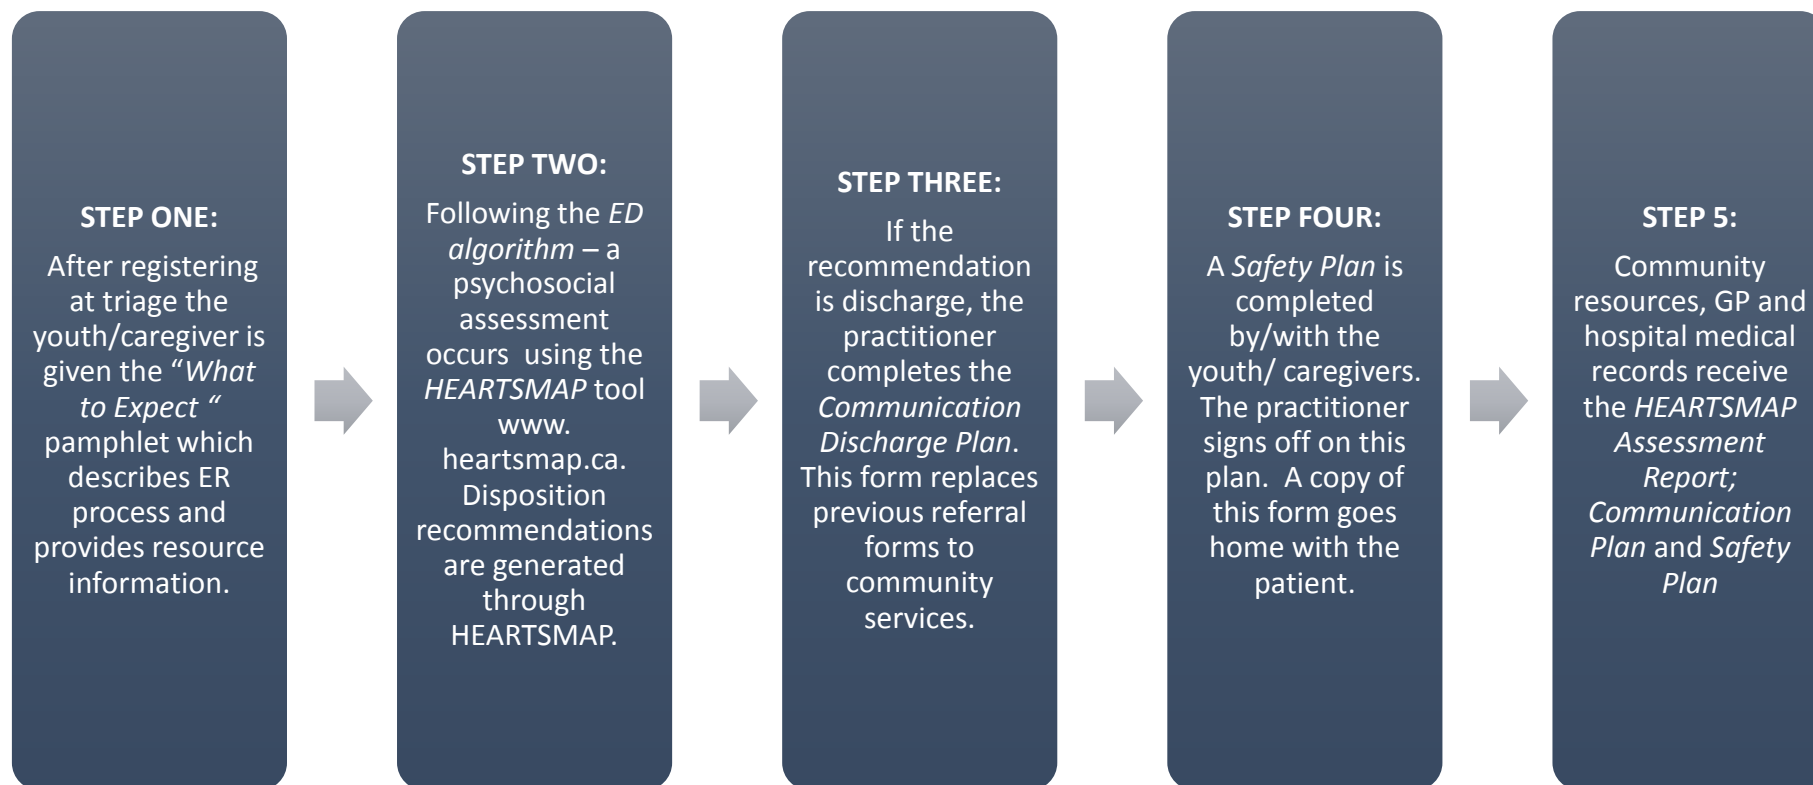 STEP ONE:
After registering
at triage the
youth/caregiver is
given the “What
to Expect “
pamphlet which
describes ER
process and
provides resource
information.
STEP TWO:
Following the ED
algorithm – a
psychosocial
assessment
occurs  using the
HEARTSMAP tool
www.
heartsmap.ca.
Disposition
recommendations
are generated
through
HEARTSMAP.
STEP THREE:
If the
recommendation
is discharge, the
practitioner
completes the
Communication
Discharge Plan.
This form replaces
previous referral
forms to
community
services.
STEP FOUR:
A Safety Plan is
completed
by/with the
youth/ caregivers.
The practitioner
signs off on this
plan.  A copy of
this form goes
home with the
patient.
STEP 5:
Community
resources, GP and
hospital medical
records receive
the HEARTSMAP
Assessment
Report;
Communication
Plan and Safety
Plan